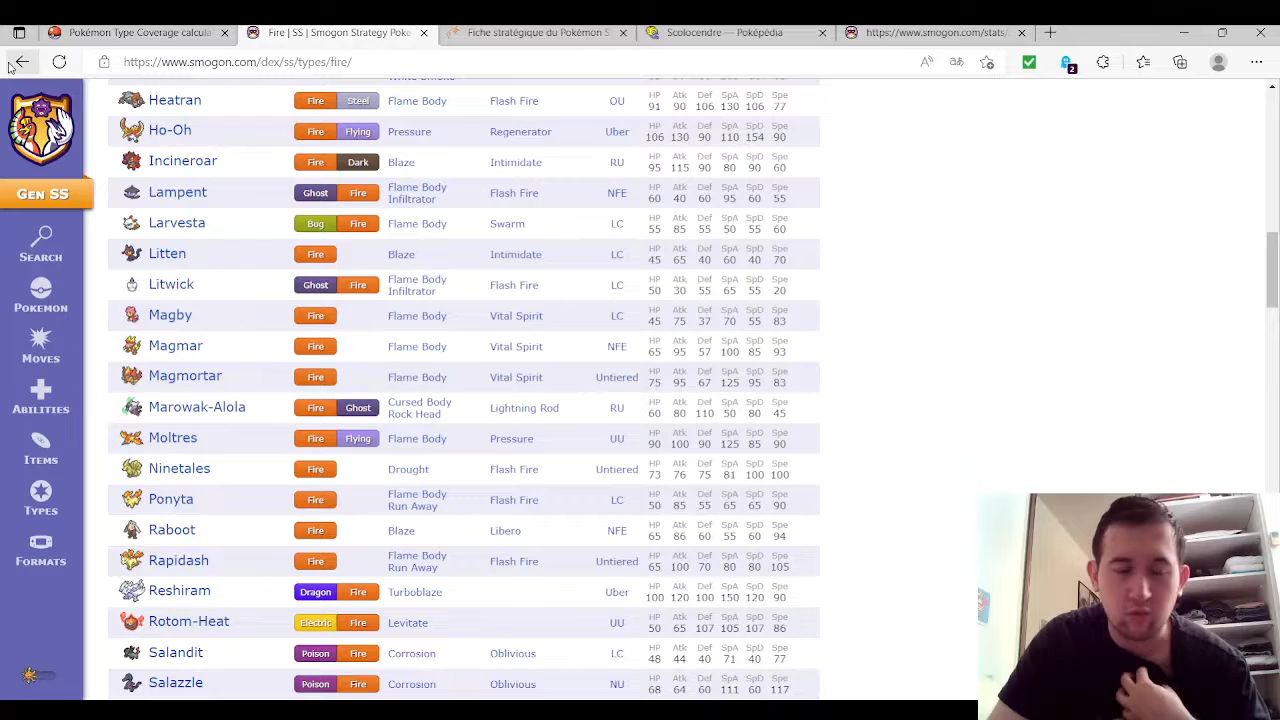 Pokémon Type Coverage calcula
Fire | SS | Smogon Strategy Poke
Fiche stratégique du Pokémon S
Scolocendre — Poképédia
https://www.smogon.com/stats/
https://www.smogon.com/dex/ss/types/fire/
2
GEN SS
SEARCH
POKEMON
MOVES
ABILITIES
ITEMS
TYPES
FORMATS
Heatran Fire Steel Flame Body Flash Fire OU HP 91 Atk 90 Def 106 SpA 130 SpD 106 Spe 77
Ho-Oh Fire Flying Pressure Regenerator Uber HP 106 Atk 130 Def 90 SpA 110 SpD 154 Spe 90
Incineroar Fire Dark Blaze Intimidate RU HP 95 Atk 115 Def 90 SpA 80 SpD 90 Spe 60
Lampent Ghost Fire Flame Body Infiltrator Flash Fire NFE HP 60 Atk 40 Def 60 SpA 95 SpD 60 Spe 55
Larvesta Bug Fire Flame Body Swarm LC HP 55 Atk 85 Def 55 SpA 50 SpD 55 Spe 60
Litten Fire Blaze Intimidate LC HP 45 Atk 65 Def 40 SpA 60 SpD 40 Spe 70
Litwick Ghost Fire Flame Body Infiltrator Flash Fire LC HP 50 Atk 30 Def 55 SpA 65 SpD 55 Spe 20
Magby Fire Flame Body Vital Spirit LC HP 45 Atk 75 Def 37 SpA 70 SpD 55 Spe 83
Magmar Fire Flame Body Vital Spirit NFE HP 65 Atk 95 Def 57 SpA 100 SpD 85 Spe 93
Magmortar Fire Flame Body Vital Spirit Untiered HP 75 Atk 95 Def 67 SpA 125 SpD 95 Spe 83
Marowak-Alola Fire Ghost Cursed Body Rock Head Lightning Rod RU HP 60 Atk 80 Def 110 SpA 50 SpD 80 Spe 45
Moltres Fire Flying Flame Body Pressure UU HP 90 Atk 100 Def 90 SpA 125 SpD 85 Spe 90
Ninetales Fire Drought Flash Fire Untiered HP 73 Atk 76 Def 75 SpA 81 SpD 100 Spe 100
Ponyta Fire Flame Body Run Away Flash Fire LC HP 50 Atk 85 Def 55 SpA 65 SpD 65 Spe 90
Raboot Fire Blaze Libero NFE HP 65 Atk 86 Def 60 SpA 55 SpD 60 Spe 94
Rapidash Fire Flame Body Run Away Flash Fire Untiered HP 65 Atk 100 Def 70 SpA 80 SpD 80 Spe 105
Reshiram Dragon Fire Turboblaze Uber HP 100 Atk 120 Def 100 SpA 150 SpD 120 Spe 90
Rotom-Heat Electric Fire Levitate UU HP 50 Atk 65 Def 107 SpA 105 SpD 107 Spe 86
Salandit Poison Fire Corrosion Oblivious LC HP 48 Atk 44 Def 40 SpA 71 SpD 40 Spe 77
Salazzle Poison Fire Corrosion Oblivious NU HP 68 Atk 64 Def 60 SpA 111 SpD 60 Spe 117